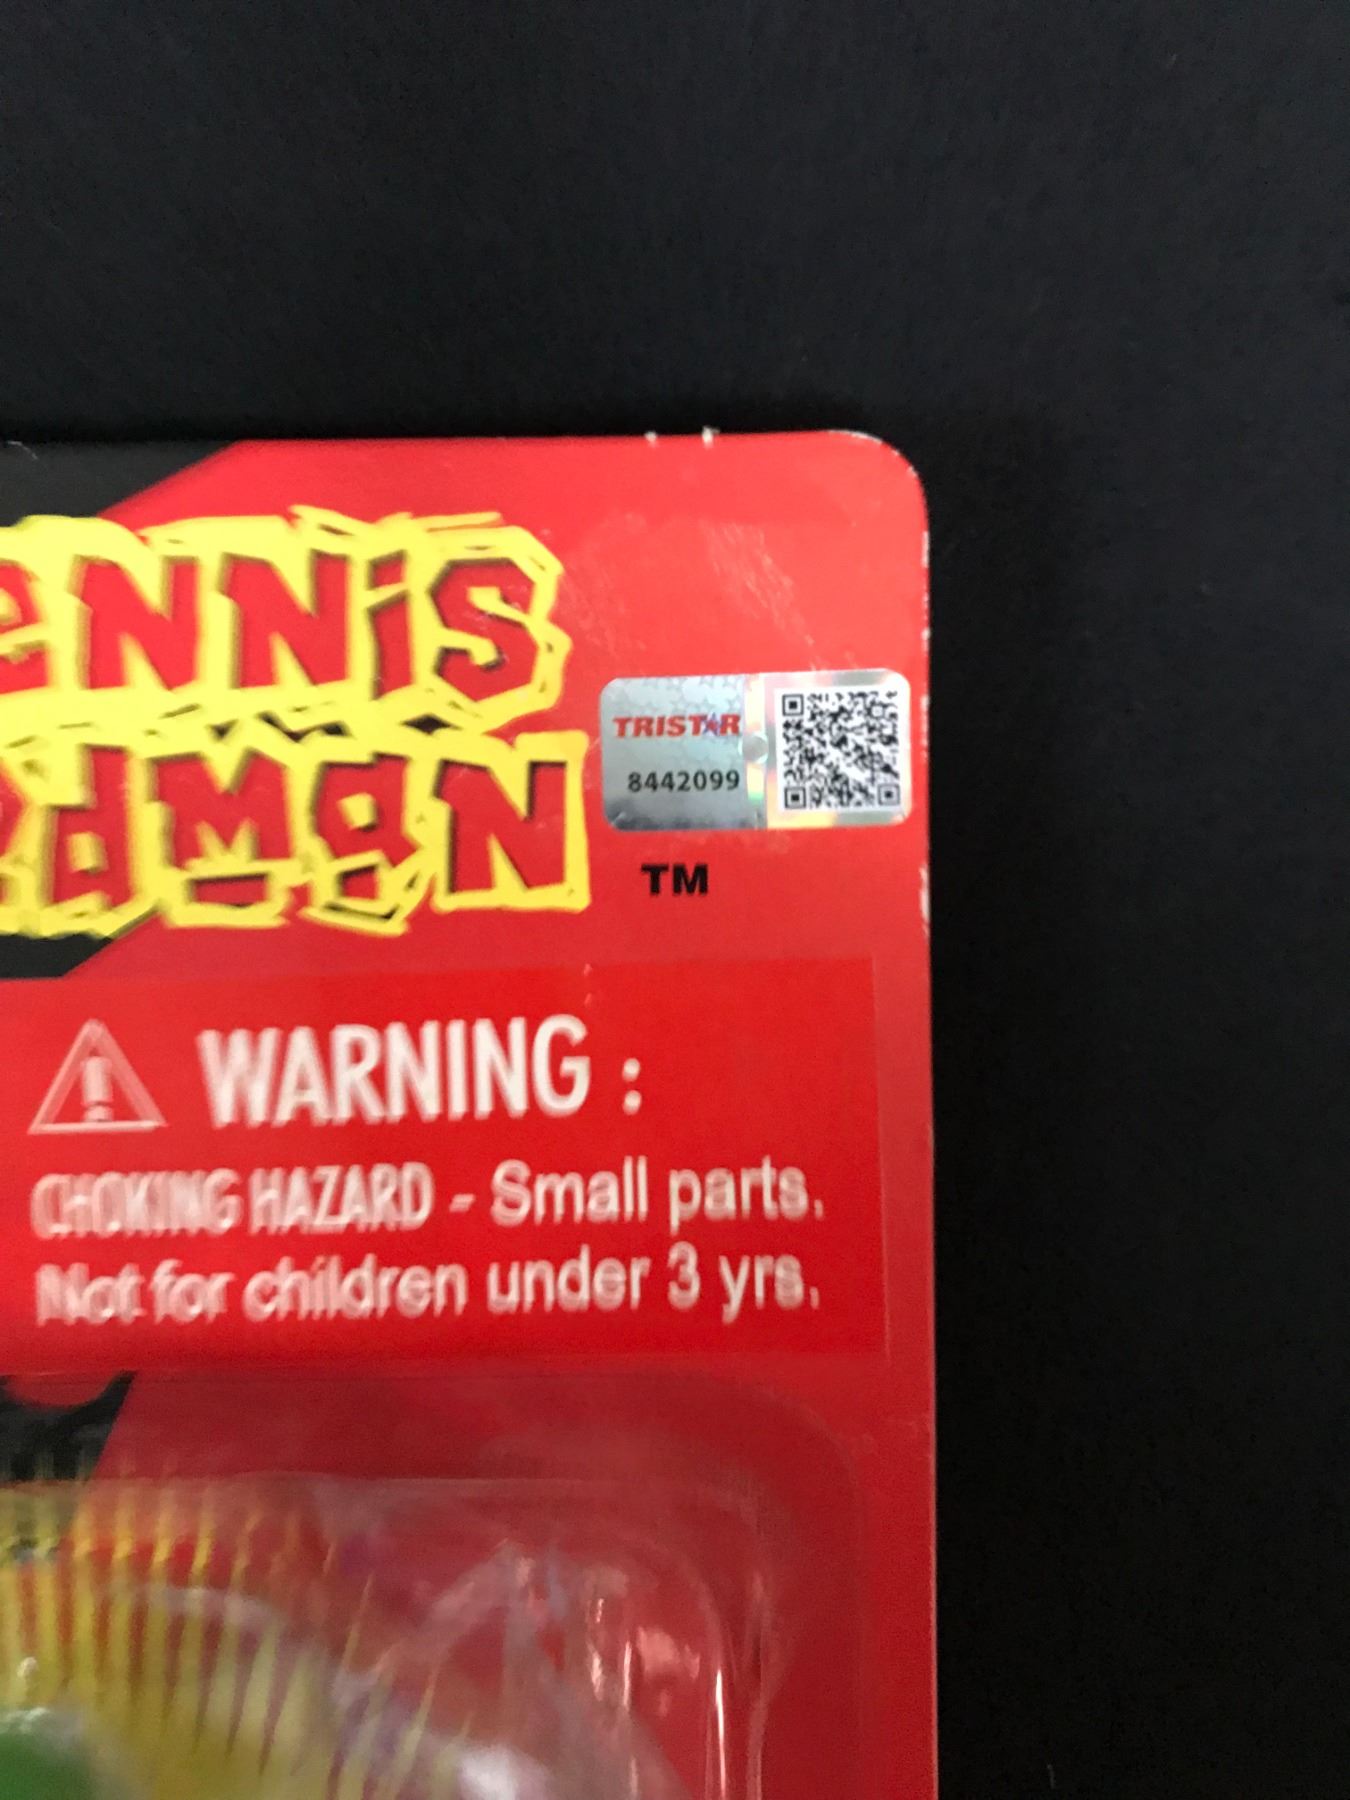 ennis
dman
TRISTAR
8442099
TM
WARNING :
CHOKING HAZARD - Small parts.
Not for children under 3 yrs.